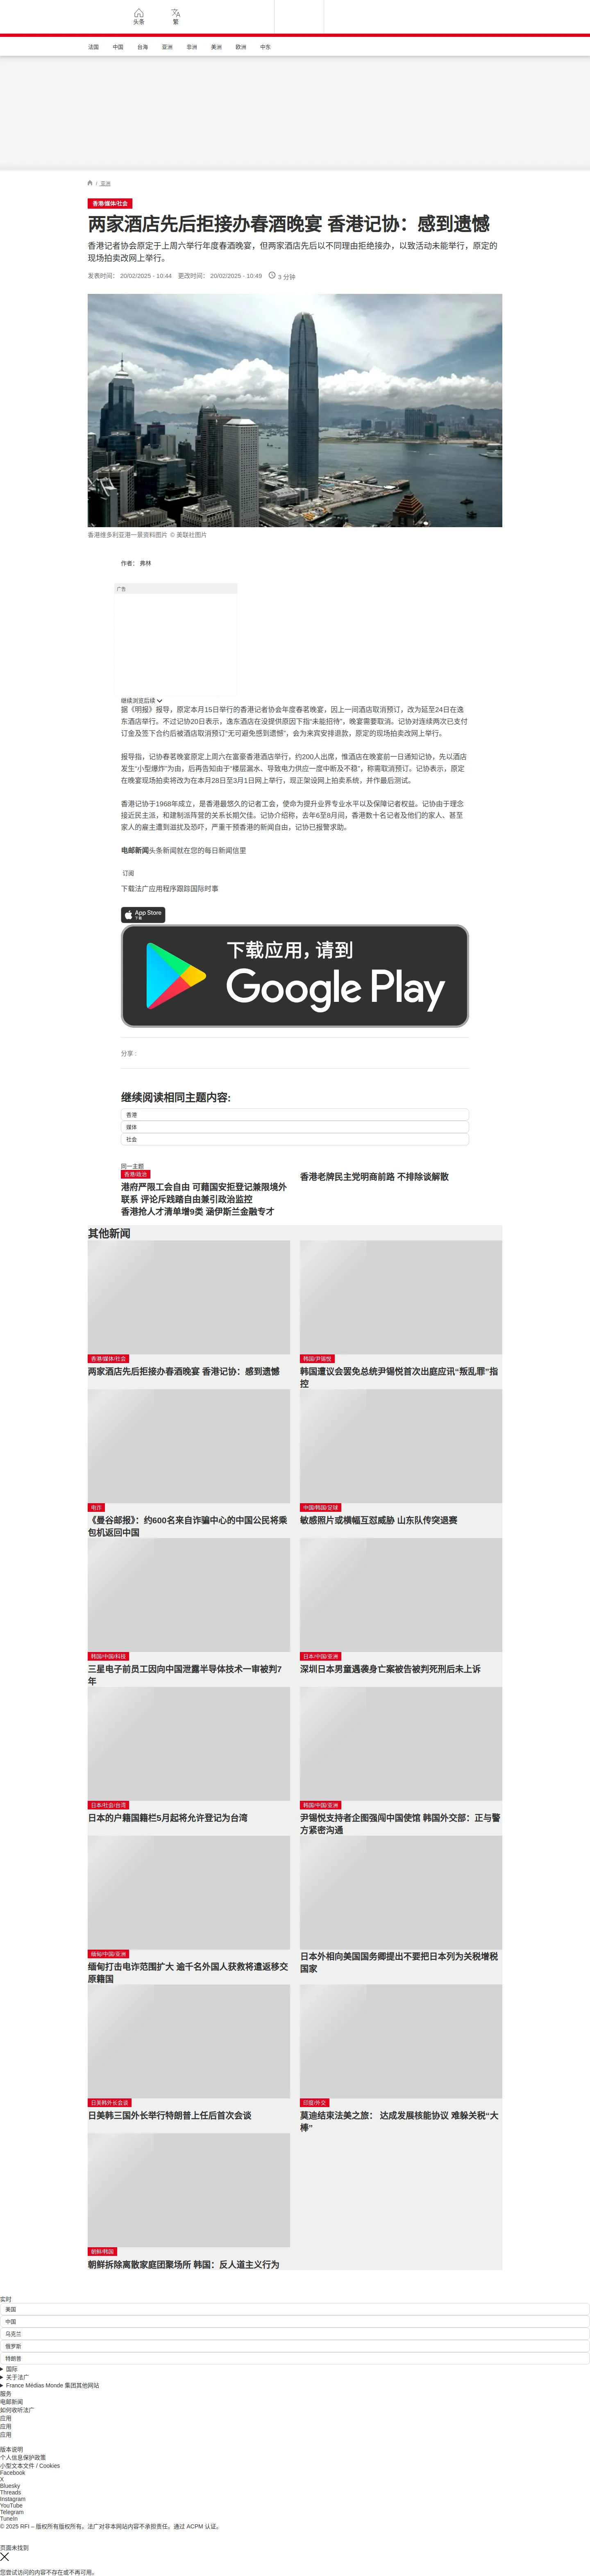 头条
繁
法国
中国
台海
亚洲
非洲
美洲
欧洲
中东
/ 亚洲
香港/媒体/社会
两家酒店先后拒接办春酒晚宴 香港记协：感到遗憾
香港记者协会原定于上周六举行年度春酒晚宴，但两家酒店先后以不同理由拒绝接办，以致活动未能举行，原定的
现场拍卖改网上举行。
发表时间： 20/02/2025 - 10:44 更改时间： 20/02/2025 - 10:49 3 分钟
香港维多利亚港一景资料图片 © 美联社图片
作者： 弗林
广告
继续浏览后续
据《明报》报导，原定本月15日举行的香港记者协会年度春茗晚宴，因上一间酒店取消预订，改为延至24日在逸
东酒店举行。不过记协20日表示，逸东酒店在没提供原因下指“未能招待”，晚宴需要取消。记协对连续两次已支付
订金及签下合约后被酒店取消预订“无可避免感到遗憾”，会为来宾安排退款，原定的现场拍卖改网上举行。
报导指，记协春茗晚宴原定上周六在富豪香港酒店举行，约200人出席，惟酒店在晚宴前一日通知记协，先以酒店
发生“小型爆炸”为由，后再告知由于“楼层漏水、导致电力供应一度中断及不稳”，称需取消预订。记协表示，原定
在晚宴现场拍卖将改为在本月28日至3月1日网上举行，现正架设网上拍卖系统，并作最后测试。
香港记协于1968年成立，是香港最悠久的记者工会，使命为提升业界专业水平以及保障记者权益。记协由于理念
接近民主派，和建制派阵营的关系长期欠佳。记协介绍称，去年6至8月间，香港数十名记者及他们的家人、甚至
家人的雇主遭到滋扰及恐吓，严重干预香港的新闻自由，记协已报警求助。
电邮新闻头条新闻就在您的每日新闻信里
订阅
下载法广应用程序跟踪国际时事
App Store
下载
下载应用，请到
Google Play
分享 :
继续阅读相同主题内容:
香港
媒体
社会
同一主题
香港/政治
港府严限工会自由 可藉国安拒登记兼限境外
联系 评论斥践踏自由兼引政治监控
香港老牌民主党明商前路 不排除谈解散
香港抢人才清单增9类 涵伊斯兰金融专才
其他新闻
香港/媒体/社会
两家酒店先后拒接办春酒晚宴 香港记协：感到遗憾
韩国/尹锡悦
韩国遭议会罢免总统尹锡悦首次出庭应讯“叛乱罪”指
控
电诈
《曼谷邮报》：约600名来自诈骗中心的中国公民将乘
包机返回中国
中国/韩国/足球
敏感照片或横幅互怼威胁 山东队传突退赛
韩国/中国/科技
三星电子前员工因向中国泄露半导体技术一审被判7
年
日本/中国/亚洲
深圳日本男童遇袭身亡案被告被判死刑后未上诉
日本/社会/台湾
日本的户籍国籍栏5月起将允许登记为台湾
韩国/中国/亚洲
尹锡悦支持者企图强闯中国使馆 韩国外交部：正与警
方紧密沟通
缅甸/中国/亚洲
缅甸打击电诈范围扩大 逾千名外国人获救将遣返移交
原籍国
日本外相向美国国务卿提出不要把日本列为关税增税
国家
日美韩外长会谈
日美韩三国外长举行特朗普上任后首次会谈
印度/外交
莫迪结束法美之旅： 达成发展核能协议 难躲关税“大
棒”
朝鲜/韩国
朝鲜拆除离散家庭团聚场所 韩国：反人道主义行为
实时
美国
中国
乌克兰
俄罗斯
特朗普
国际
关于法广
France Médias Monde 集团其他网站
服务
电邮新闻
如何收听法广
应用
应用
应用
版本说明
个人信息保护政策
小型文本文件 / Cookies
Facebook
X
Bluesky
Threads
Instagram
YouTube
Telegram
TuneIn
© 2025 RFI – 版权所有版权所有。法广对非本网站内容不承担责任。通过 ACPM 认证。
页面未找到
您尝试访问的内容不存在或不再可用。